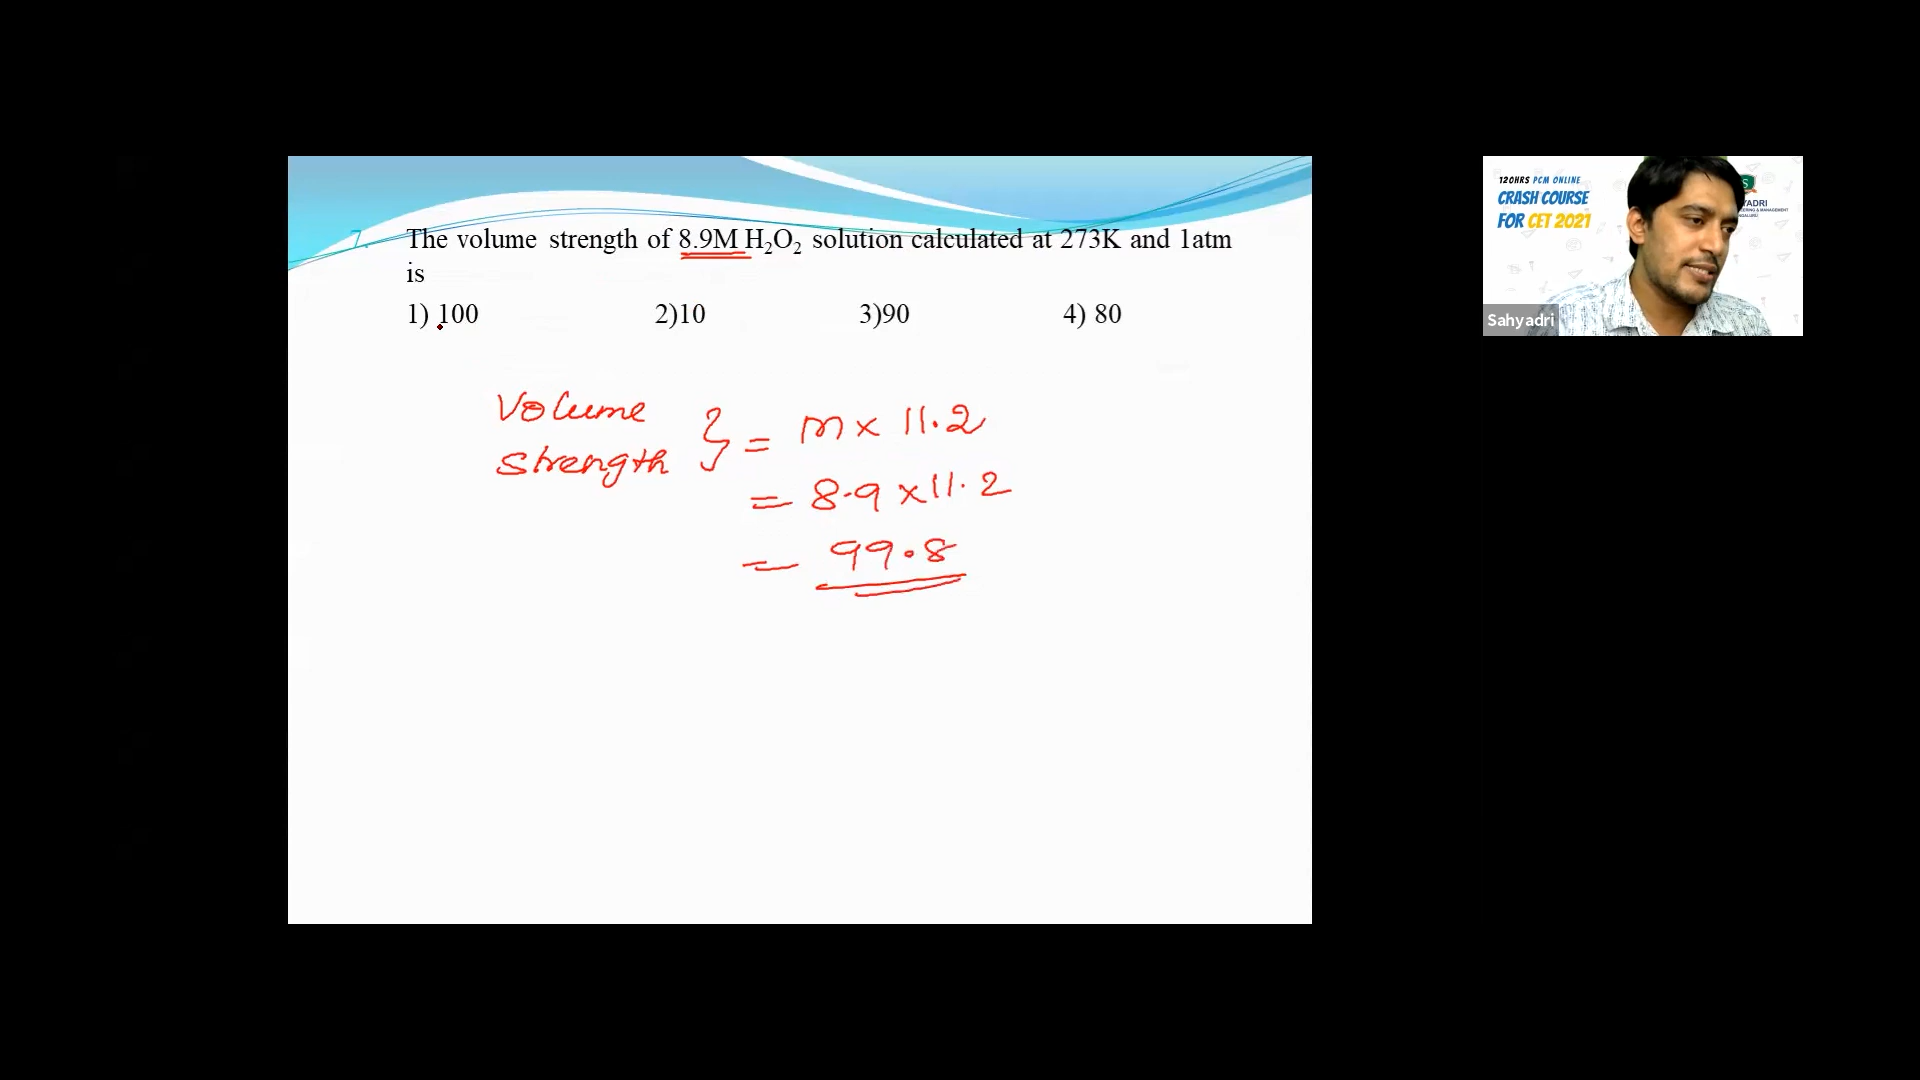 7. The volume strength of 8.9M H₂O₂ solution calculated at 273K and 1atm
is
1) 100 2)10 3)90 4) 80
Volume
strength } = m x 11.2
= 8.9 x 11.2
= 99.8
120HRS PCM ONLINE
CRASH COURSE
FOR CET 2021
S
YADRI
Sahyadri